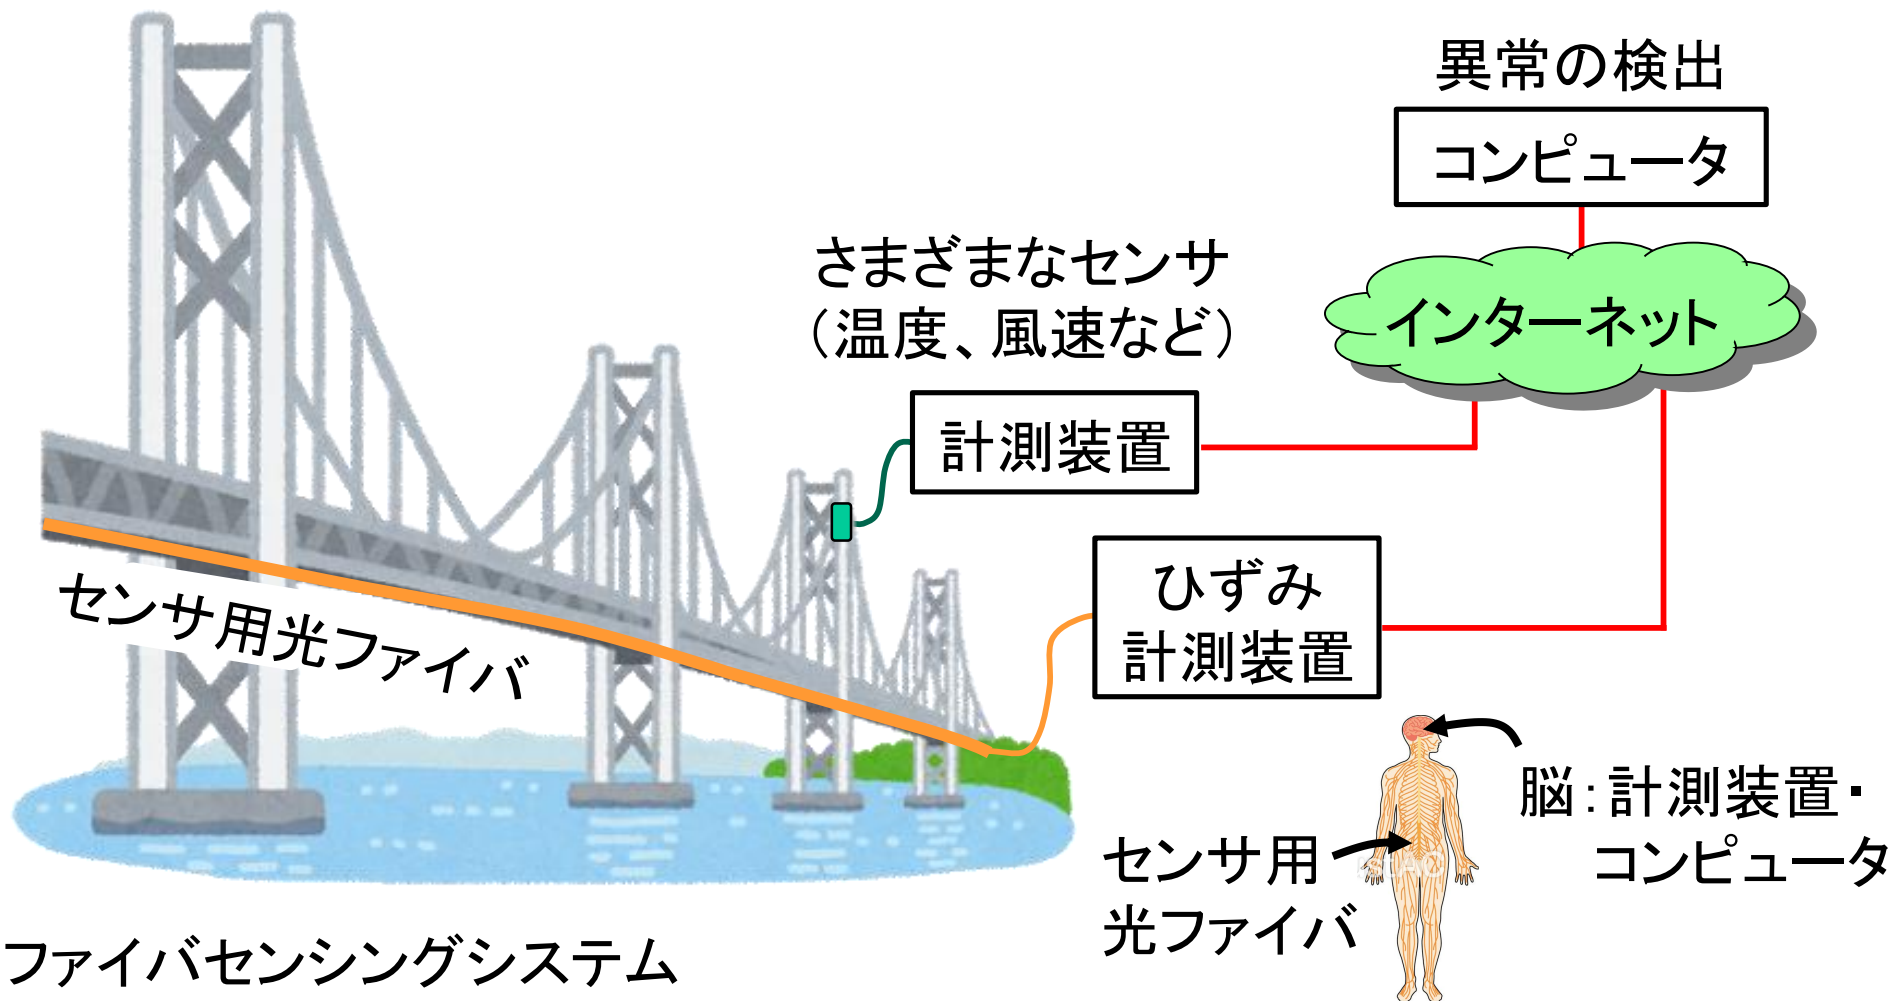 異常の検出
コンピュータ
さまざまなセンサ
（温度、風速など）
インターネット
計測装置
ひずみ
計測装置
センサ用光ファイバ
脳：計測装置・
コンピュータ
センサ用
光ファイバ
ファイバセンシングシステム